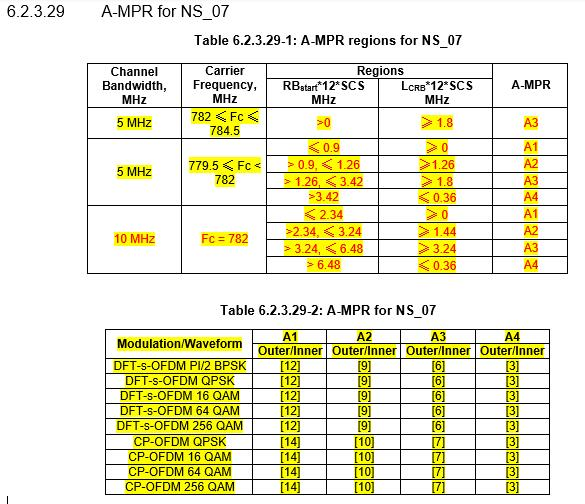 6.2.3.29 A-MPR for NS_07
Table 6.2.3.29-1: A-MPR regions for NS_07
Channel Bandwidth, MHz | Carrier Frequency, MHz | Regions | A-MPR
RBstart*12*SCS MHz | LCRB*12*SCS MHz
5 MHz | 782 ⩽ Fc ⩽ 784.5 | >0 | ⩾ 1.8 | A3
5 MHz | 779.5 ⩽ Fc < 782 | ⩽ 0.9 | ⩾ 0 | A1
> 0.9, ⩽ 1.26 | ⩾1.26 | A2
> 1.26, ⩽ 3.42 | ⩾ 1.8 | A3
>3.42 | ⩽ 0.36 | A4
10 MHz | Fc = 782 | ⩽ 2.34 | ⩾ 0 | A1
>2.34, ⩽ 3.24 | ⩾ 1.44 | A2
> 3.24, ⩽ 6.48 | ⩾ 3.24 | A3
> 6.48 | ⩽ 0.36 | A4
Table 6.2.3.29-2: A-MPR for NS_07
Modulation/Waveform | A1 | A2 | A3 | A4
Outer/Inner | Outer/Inner | Outer/Inner | Outer/Inner
DFT-s-OFDM PI/2 BPSK | [12] | [9] | [6] | [3]
DFT-s-OFDM QPSK | [12] | [9] | [6] | [3]
DFT-s-OFDM 16 QAM | [12] | [9] | [6] | [3]
DFT-s-OFDM 64 QAM | [12] | [9] | [6] | [3]
DFT-s-OFDM 256 QAM | [12] | [9] | [6] | [3]
CP-OFDM QPSK | [14] | [10] | [7] | [3]
CP-OFDM 16 QAM | [14] | [10] | [7] | [3]
CP-OFDM 64 QAM | [14] | [10] | [7] | [3]
CP-OFDM 256 QAM | [14] | [10] | [7] | [3]